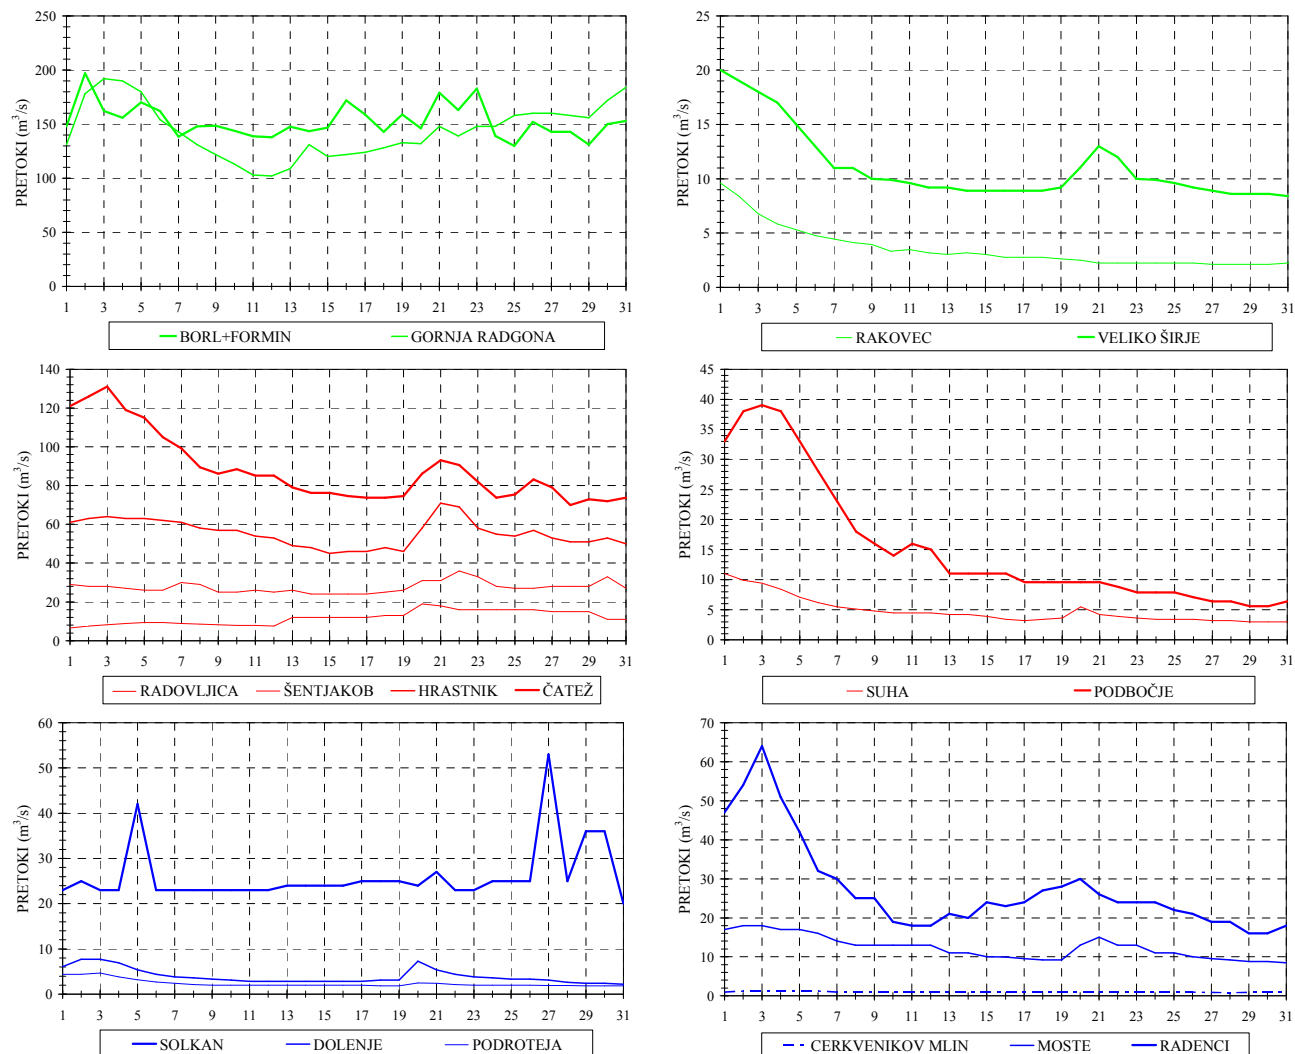 PRETOKI (m³/s)
250
200
150
100
50
0
1 3 5 7 9 11 13 15 17 19 21 23 25 27 29 31
BORL+FORMIN GORNJA RADGONA
PRETOKI (m³/s)
25
20
15
10
5
0
1 3 5 7 9 11 13 15 17 19 21 23 25 27 29 31
RAKOVEC VELIKO ŠIRJE
PRETOKI (m³/s)
140
120
100
80
60
40
20
0
1 3 5 7 9 11 13 15 17 19 21 23 25 27 29 31
RADOVLJICA ŠENTJAKOB HRASTNIK ČATEŽ
PRETOKI (m³/s)
45
40
35
30
25
20
15
10
5
0
1 3 5 7 9 11 13 15 17 19 21 23 25 27 29 31
SUHA PODBOČJE
PRETOKI (m³/s)
60
50
40
30
20
10
0
1 3 5 7 9 11 13 15 17 19 21 23 25 27 29 31
SOLKAN DOLENJE PODROTEJA
PRETOKI (m³/s)
70
60
50
40
30
20
10
0
1 3 5 7 9 11 13 15 17 19 21 23 25 27 29 31
CERKVENIKOV MLIN MOSTE RADENCI